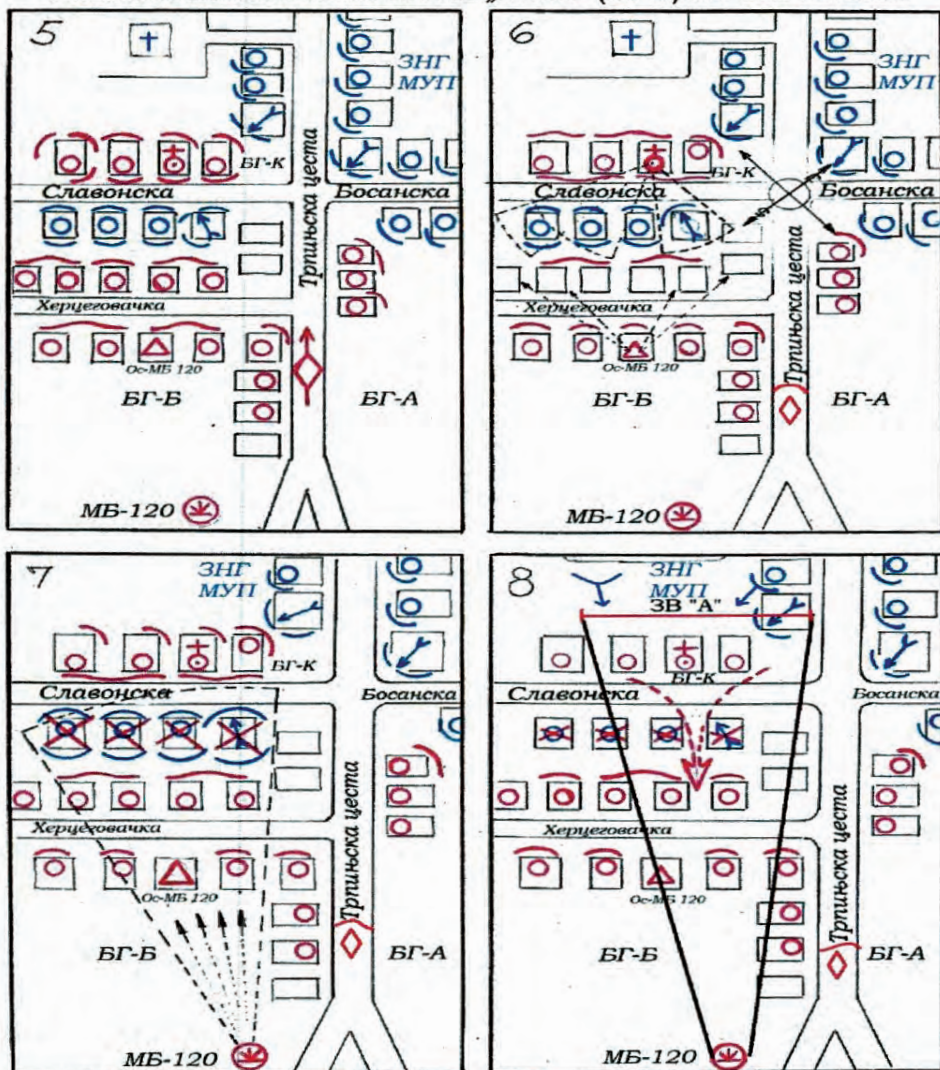 5
ЗНГ
МУП
БГ-К
Славонска
Босанска
Трпињска цеста
Херцеговачка
Ос-МБ 120
БГ-Б
БГ-А
МБ-120
6
ЗНГ
МУП
БГ-К
Славонска
Босанска
Трпињска цеста
Херцеговачка
Ос-МБ 120
БГ-Б
БГ-А
МБ-120
7
ЗНГ
МУП
БГ-К
Славонска
Босанска
Трпињска цеста
Херцеговачка
Ос-МБ 120
БГ-Б
БГ-А
МБ-120
8
ЗНГ
МУП
ЗВ "А"
БГ-К
Славонска
Босанска
Херцеговачка
Трпињска цеста
Ос-МБ 120
БГ-Б
БГ-А
МБ-120